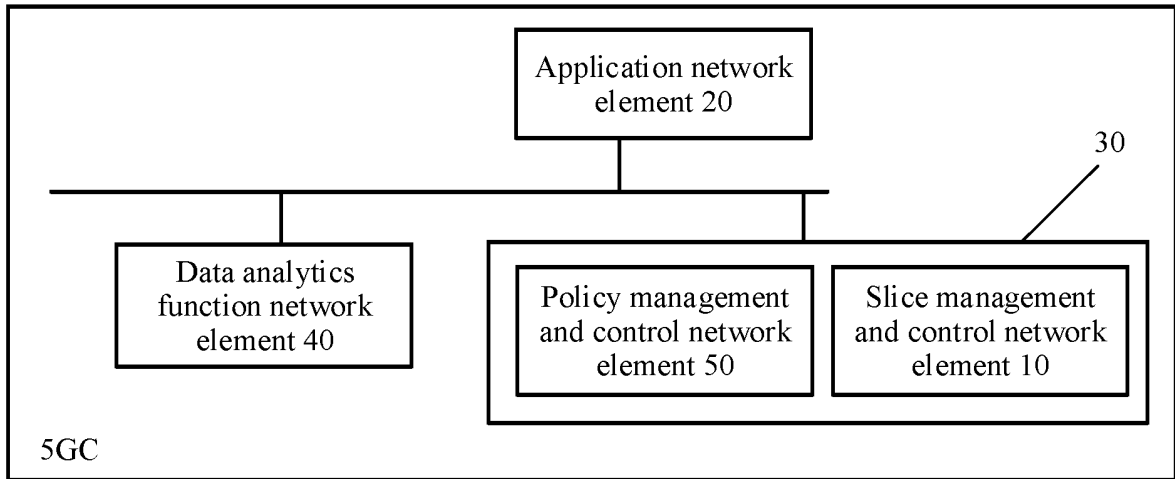 Application network
element 20
30
Data analytics
function network
element 40
Policy management
and control network
element 50
Slice management
and control network
element 10
5GC